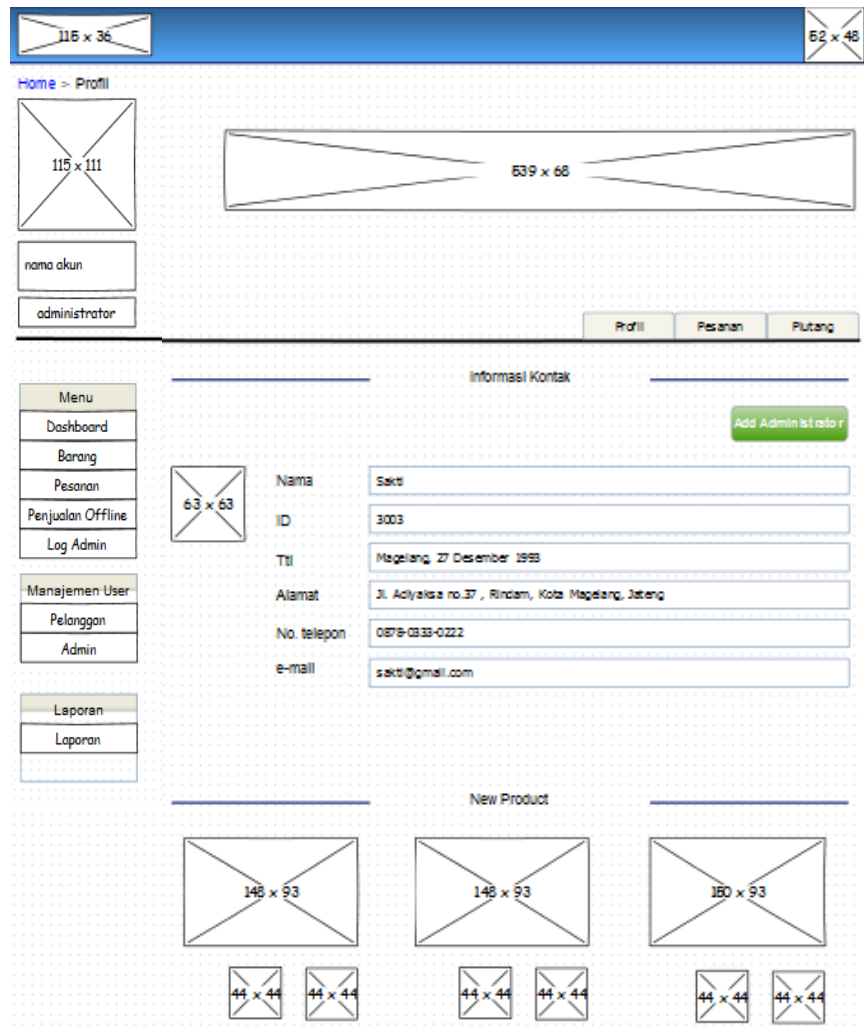 115 x 36
52 x 48
Home > Profil
115 x 111
539 x 68
nama akun
administrator
Profil Pesanan Piutang
Informasi Kontak
Menu
Dashboard
Barang
Pesanan
Penjualan Offline
Log Admin
Manajemen User
Pelanggan
Admin
Laporan
Laporan
Add Administrator
63 x 63
Nama Sakti
ID 3003
Ttl Magelang, 27 Desember 1993
Alamat Jl. Adiyaksa no.37 , Rindam, Kota Magelang, Jateng
No. telepon 0878-0333-0222
e-mail sakti@gmail.com
New Product
148 x 93 148 x 93 150 x 93
44 x 44 44 x 44 44 x 44 44 x 44 44 x 44 44 x 44